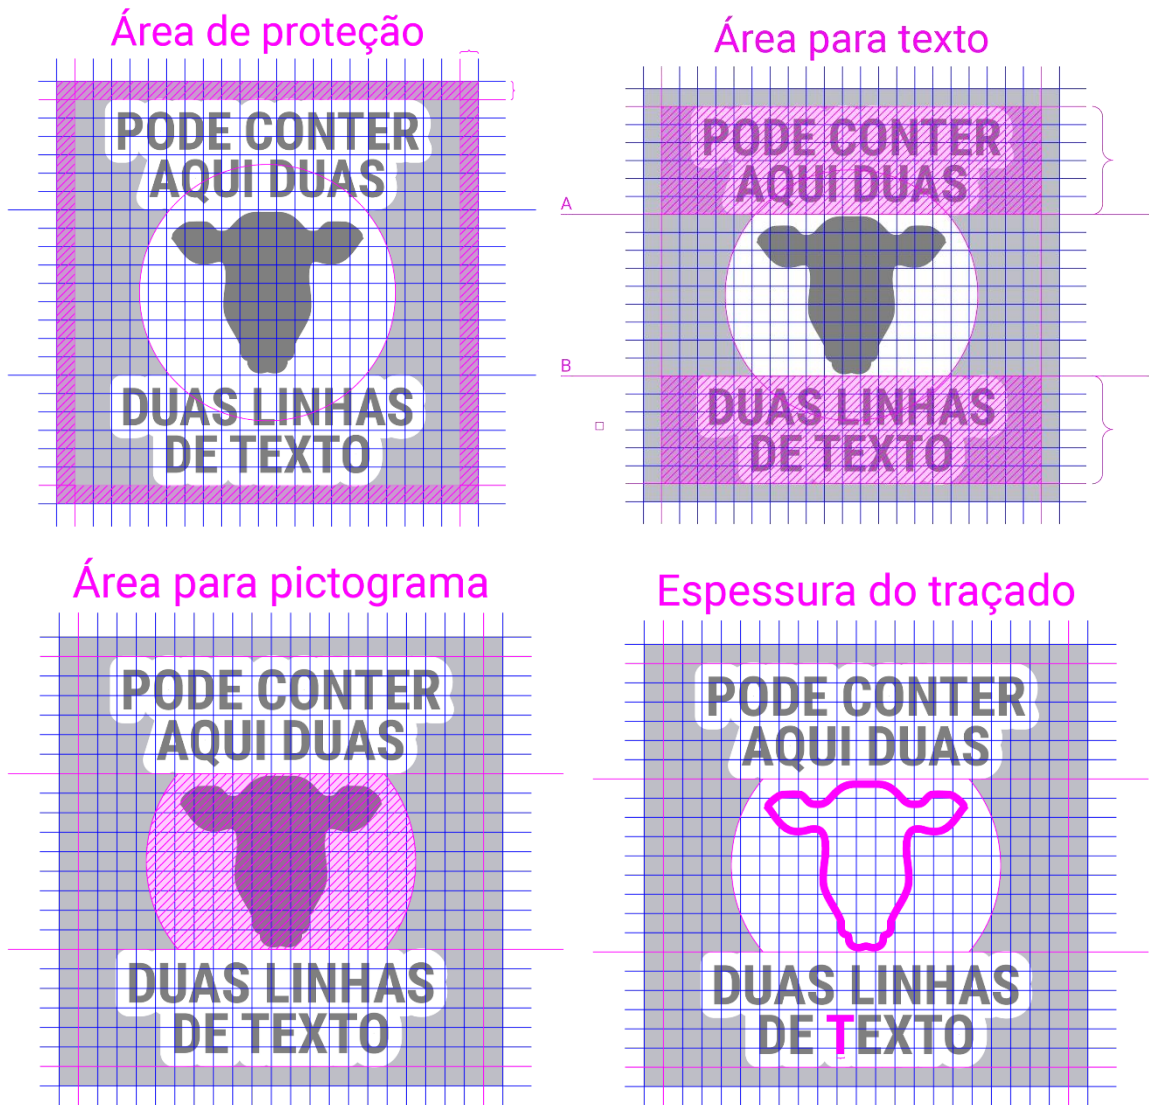 Área de proteção
PODE CONTER
AQUI DUAS
DUAS LINHAS
DE TEXTO
Área para texto
PODE CONTER
AQUI DUAS
A
B
DUAS LINHAS
DE TEXTO
Área para pictograma
PODE CONTER
AQUI DUAS
DUAS LINHAS
DE TEXTO
Espessura do traçado
PODE CONTER
AQUI DUAS
DUAS LINHAS
DE TEXTO